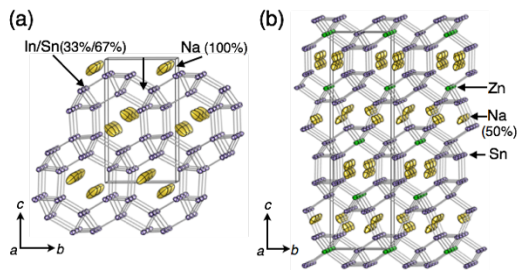 (a)
In/Sn(33%/67%)
Na (100%)
c
a
b
(b)
Zn
Na
(50%)
Sn
c
a
b